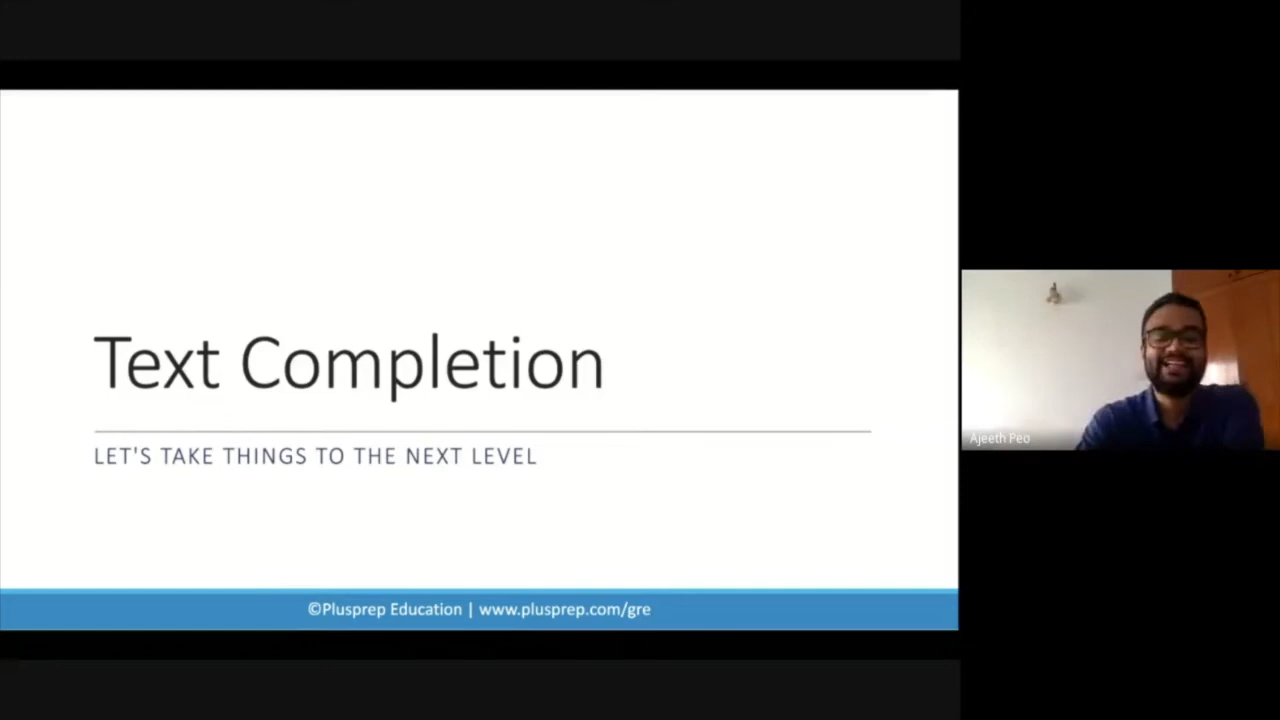 Text Completion
LET'S TAKE THINGS TO THE NEXT LEVEL
©Plusprep Education | www.plusprep.com/gre
Ajeeth Peo